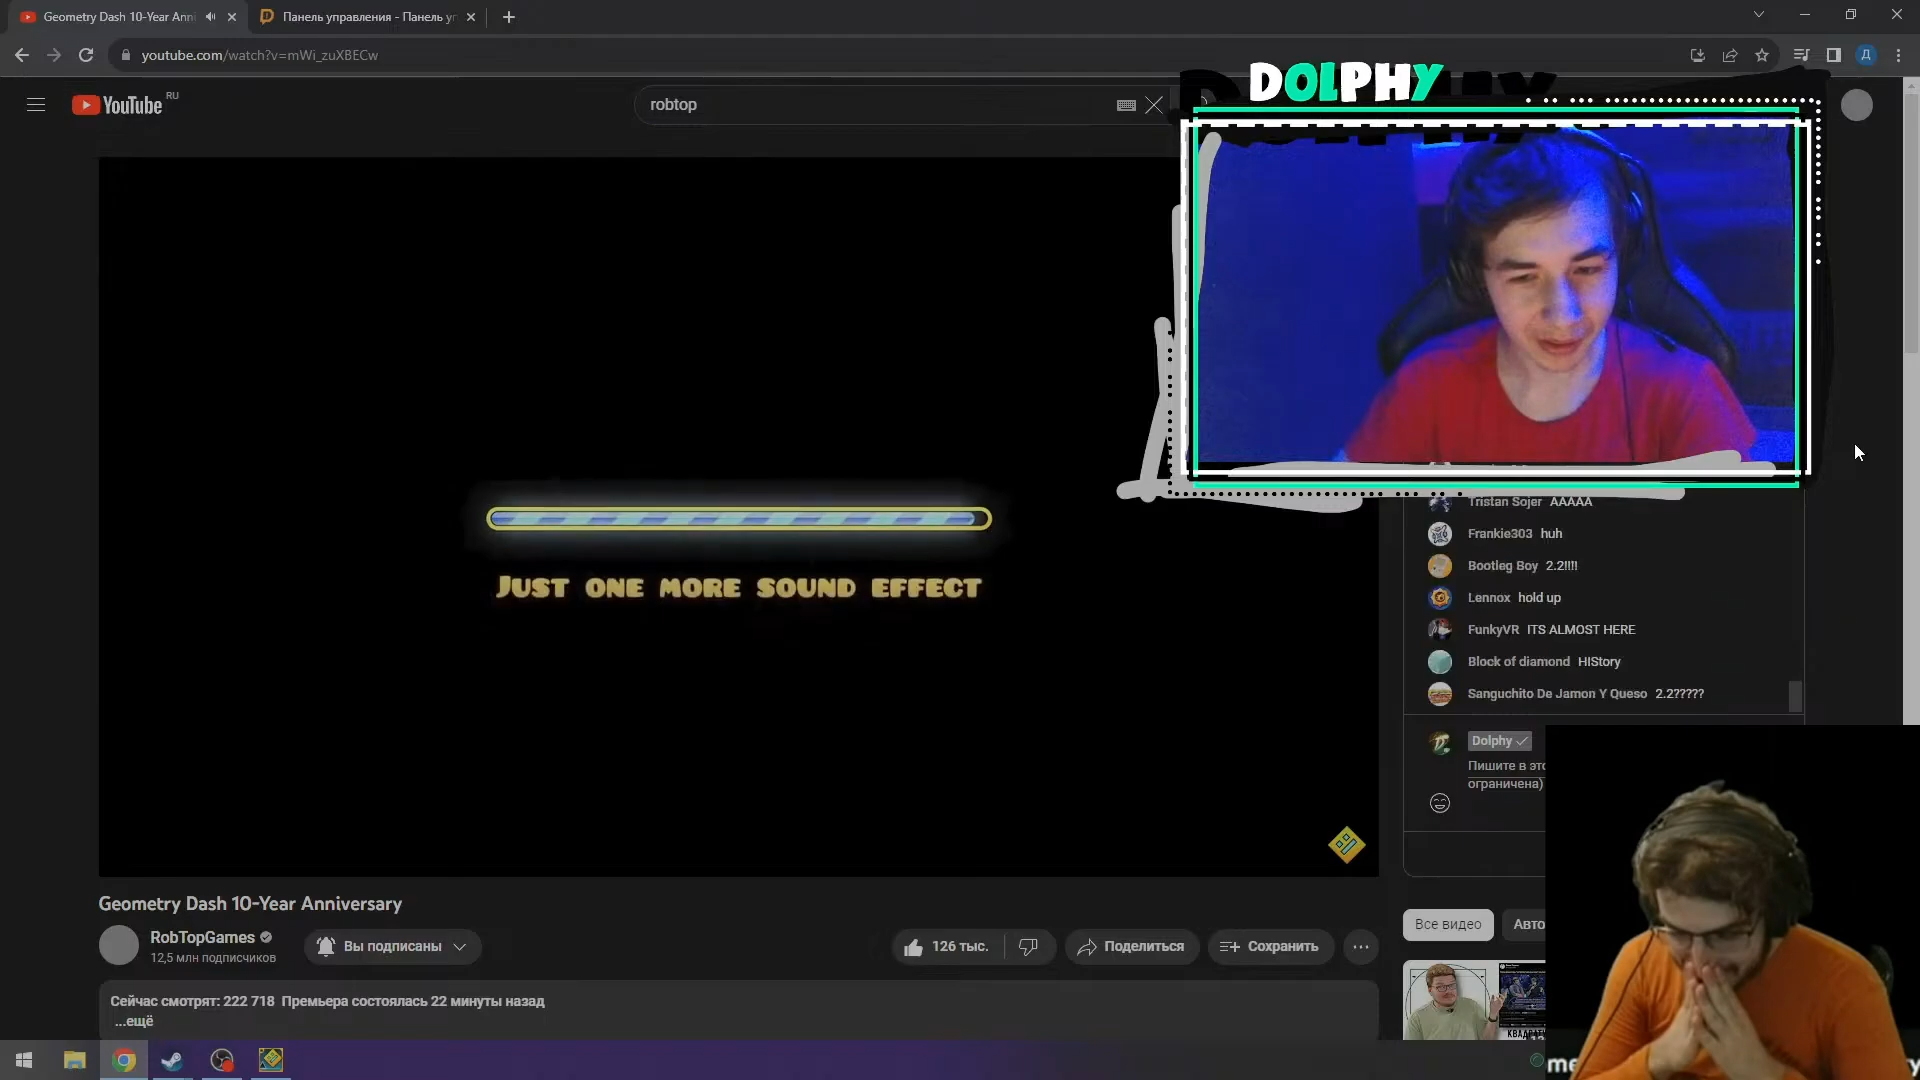 Geometry Dash 10-Year Anni
Панель управления - Панель уп
youtube.com/watch?v=mWi_zuXBECw
Д
YouTube RU
robtop
DOLPHY
JUST ONE MORE SOUND EFFECT
Tristan Sojer AAAAA
Frankie303 huh
Bootleg Boy 2.2!!!!
Lennox hold up
FunkyVR ITS ALMOST HERE
Block of diamond HIStory
Sanguchito De Jamon Y Queso 2.2?????
Dolphy
Пишите в это
ограничена)
Geometry Dash 10-Year Anniversary
RobTopGames
12,5 млн подписчиков
Вы подписаны
126 тыс.
Поделиться
Сохранить
Все видео
Авто
Сейчас смотрят: 222 718 Премьера состоялась 22 минуты назад
...ещё